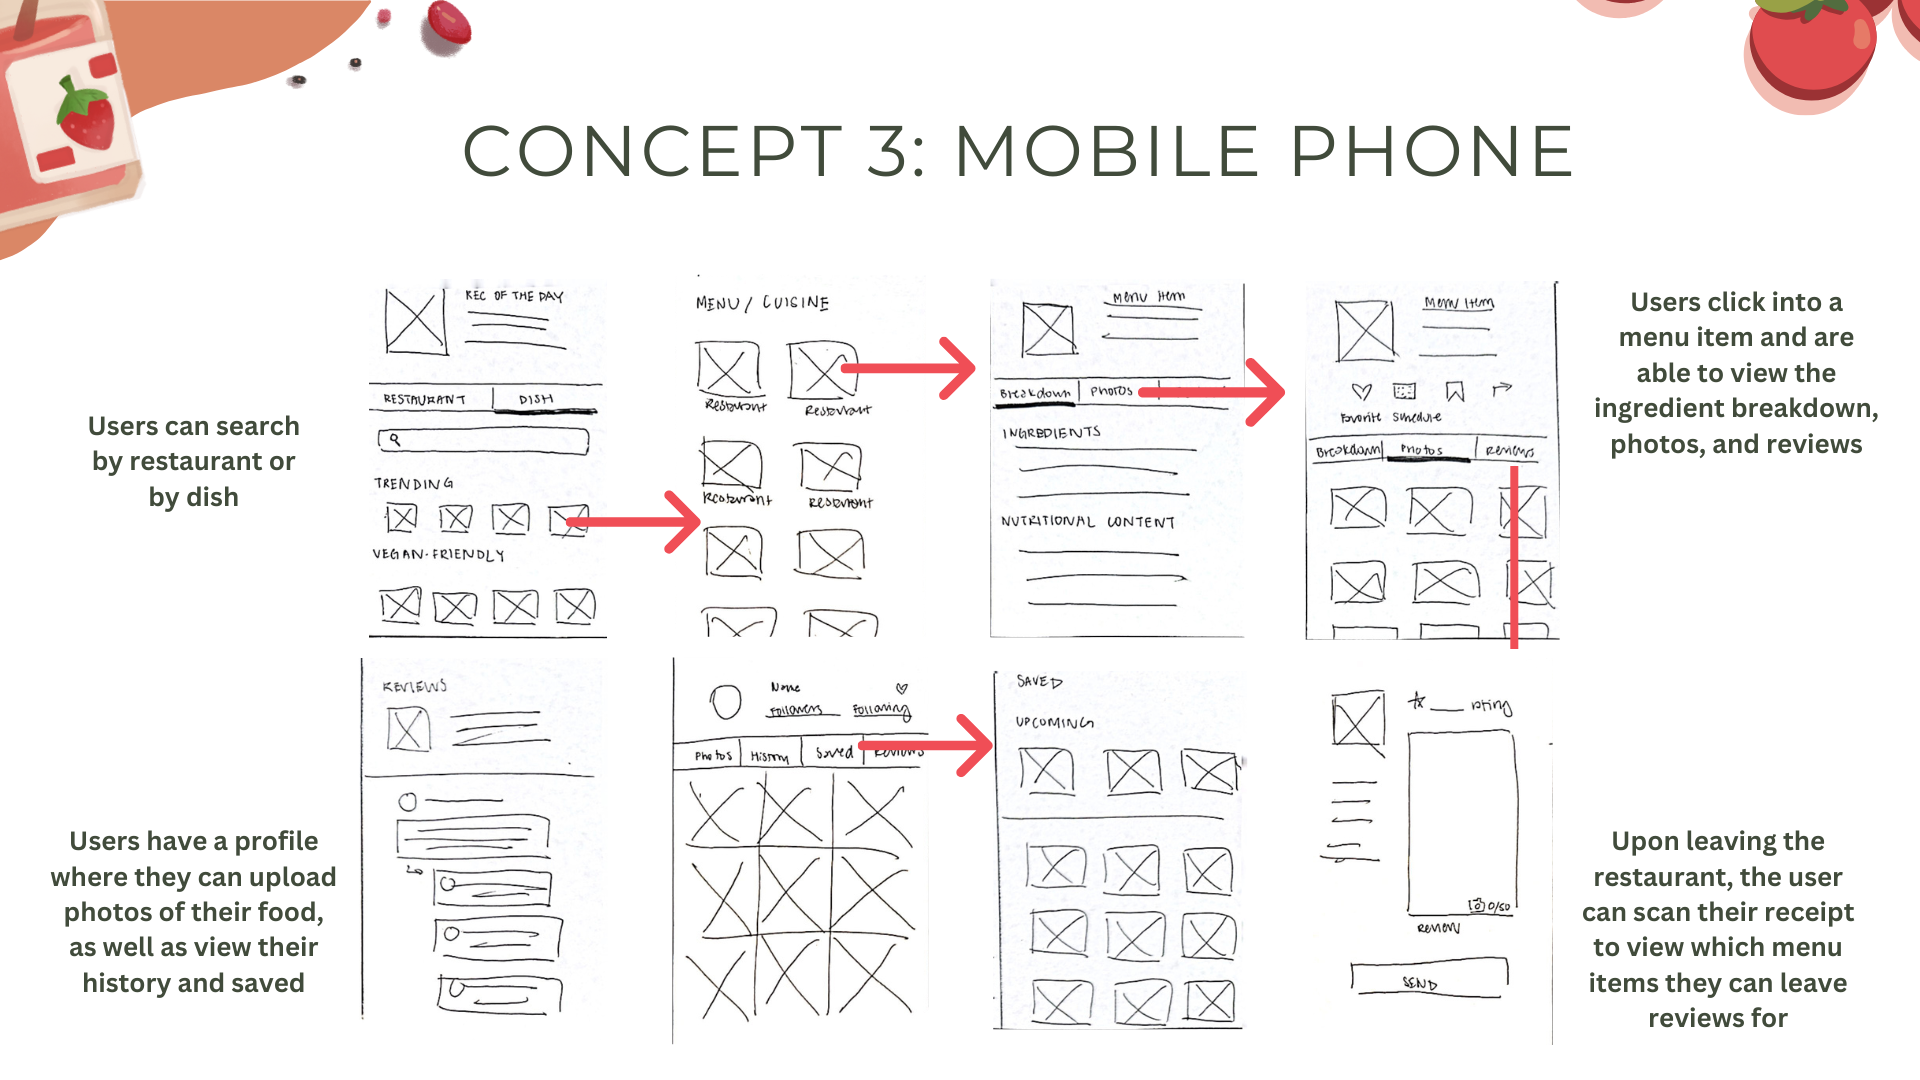 CONCEPT 3: MOBILE PHONE
Users can search
by restaurant or
by dish
REC OF THE DAY
RESTAURANT DISH
TRENDING
VEGAN-FRIENDLY
MENU / CUISINE
Restaurant Restaurant
Restaurant Restaurant
Menu Item
Breakdown Photos
INGREDIENTS
NUTRITIONAL CONTENT
Menu Item
Favorite Schedule
Breakdown Photos Reviews
Users click into a
menu item and are
able to view the
ingredient breakdown,
photos, and reviews
Users have a profile
where they can upload
photos of their food,
as well as view their
history and saved
REVIEWS
Name
Followers Following
Photos History Saved Reviews
SAVED
UPCOMING
rating
0/50
Review
SEND
Upon leaving the
restaurant, the user
can scan their receipt
to view which menu
items they can leave
reviews for